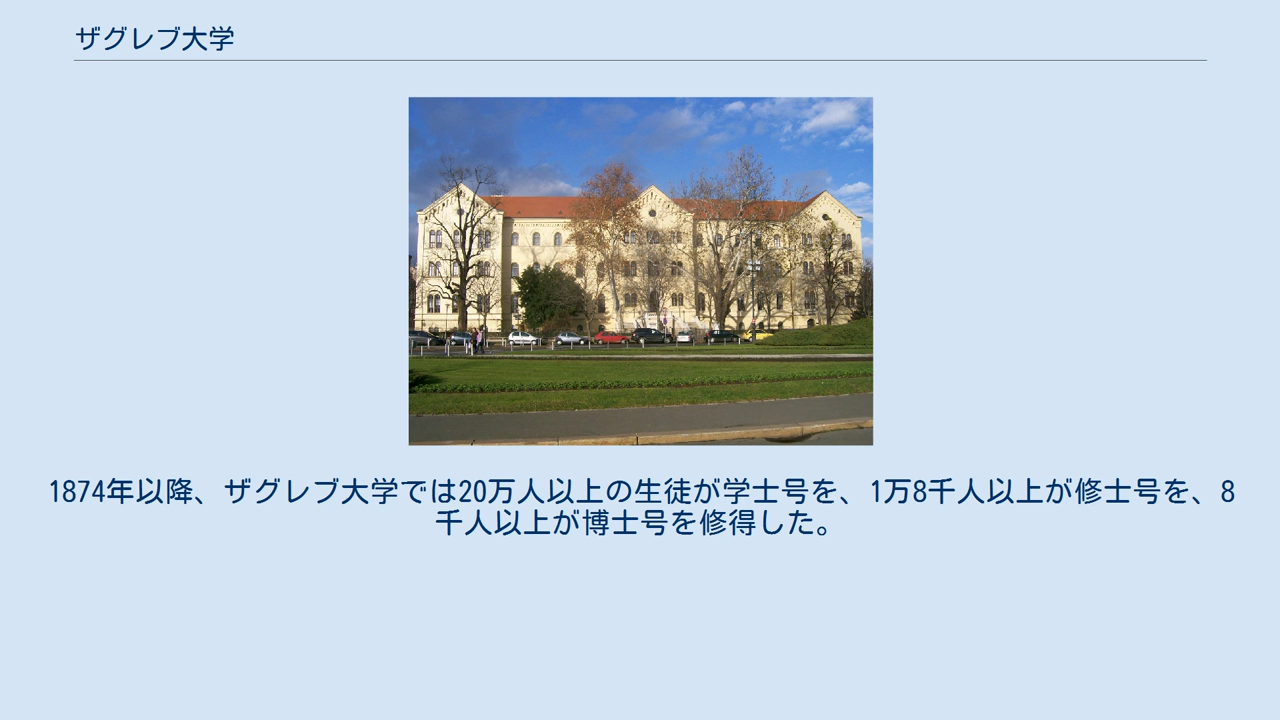 ザグレブ大学
1874年以降、ザグレブ大学では20万人以上の生徒が学士号を、1万8千人以上が修士号を、8
千人以上が博士号を修得した。